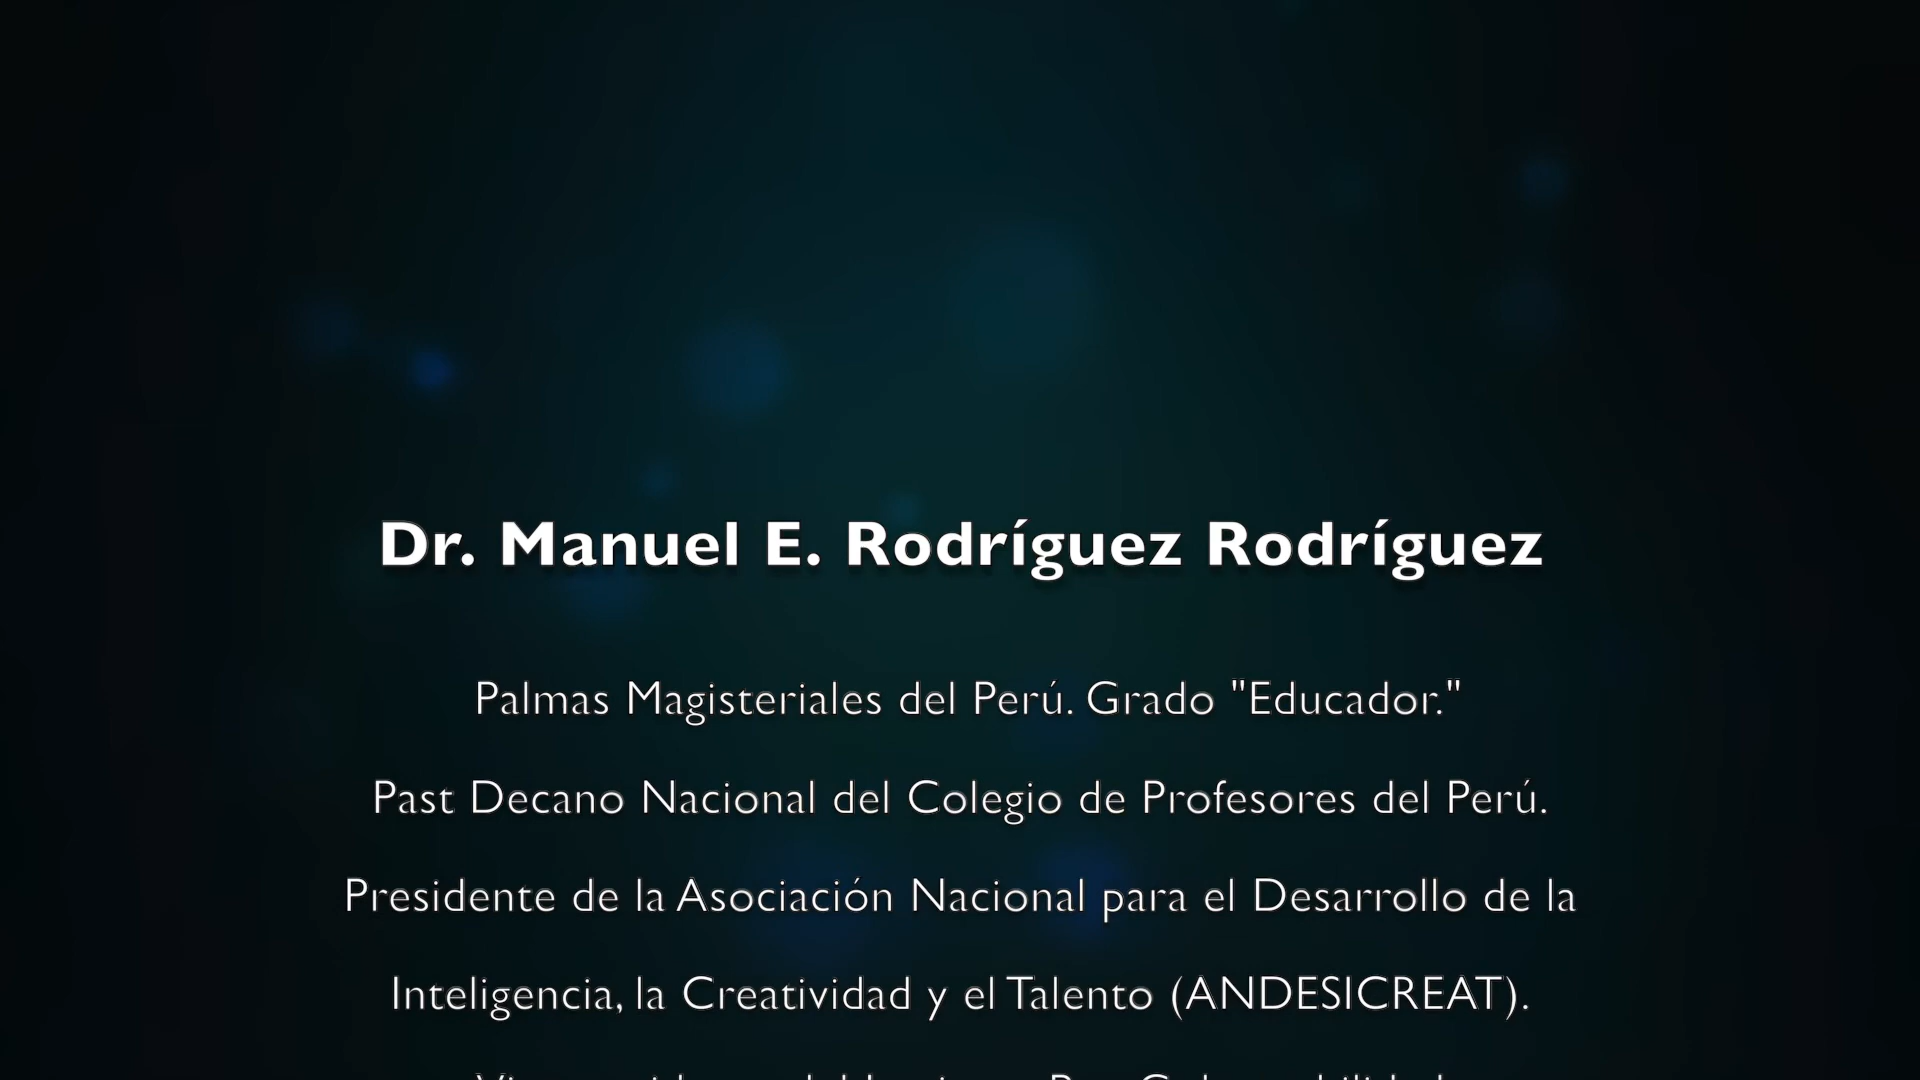 Dr. Manuel E. Rodríguez Rodríguez
Palmas Magisteriales del Perú. Grado "Educador."
Past Decano Nacional del Colegio de Profesores del Perú.
Presidente de la Asociación Nacional para el Desarrollo de la
Inteligencia, la Creatividad y el Talento (ANDESICREAT).